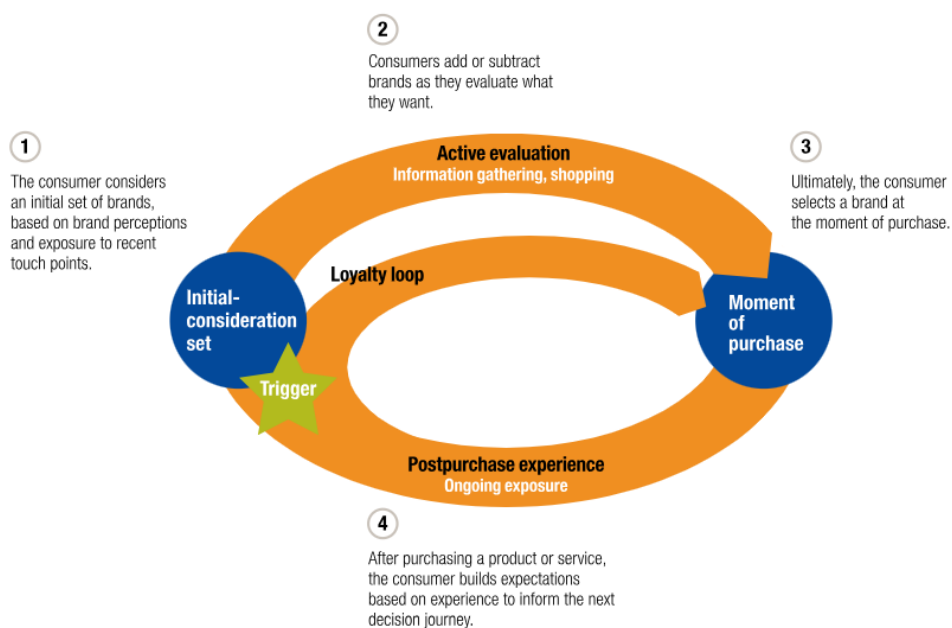 1
The consumer considers
an initial set of brands,
based on brand perceptions
and exposure to recent
touch points.
2
Consumers add or subtract
brands as they evaluate what
they want.
3
Ultimately, the consumer
selects a brand at
the moment of purchase.
Active evaluation
Information gathering, shopping
Loyalty loop
Initial-
consideration
set
Trigger
Moment
of
purchase
Postpurchase experience
Ongoing exposure
4
After purchasing a product or service,
the consumer builds expectations
based on experience to inform the next
decision journey.